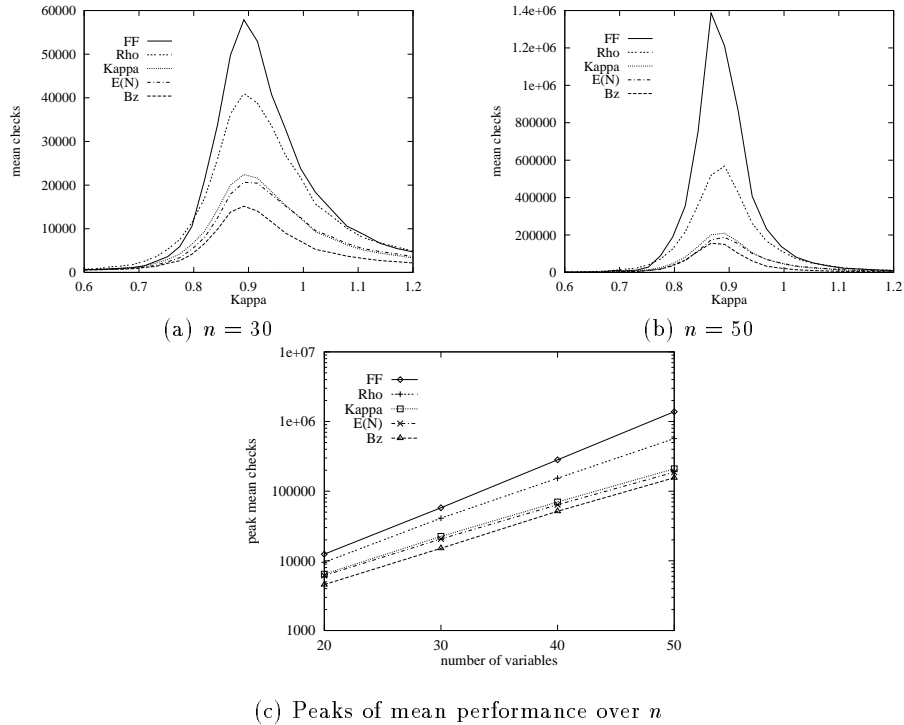 60000
50000
40000
30000
20000
10000
0
mean checks
FF
Rho
Kappa
E(N)
Bz
0.6 0.7 0.8 0.9 1 1.1 1.2
Kappa
(a) n = 30
1.4e+06
1.2e+06
1e+06
800000
600000
400000
200000
0
mean checks
FF
Rho
Kappa
E(N)
Bz
0.6 0.7 0.8 0.9 1 1.1 1.2
Kappa
(b) n = 50
1e+07
1e+06
100000
10000
1000
peak mean checks
FF
Rho
Kappa
E(N)
Bz
20 30 40 50
number of variables
(c) Peaks of mean performance over n